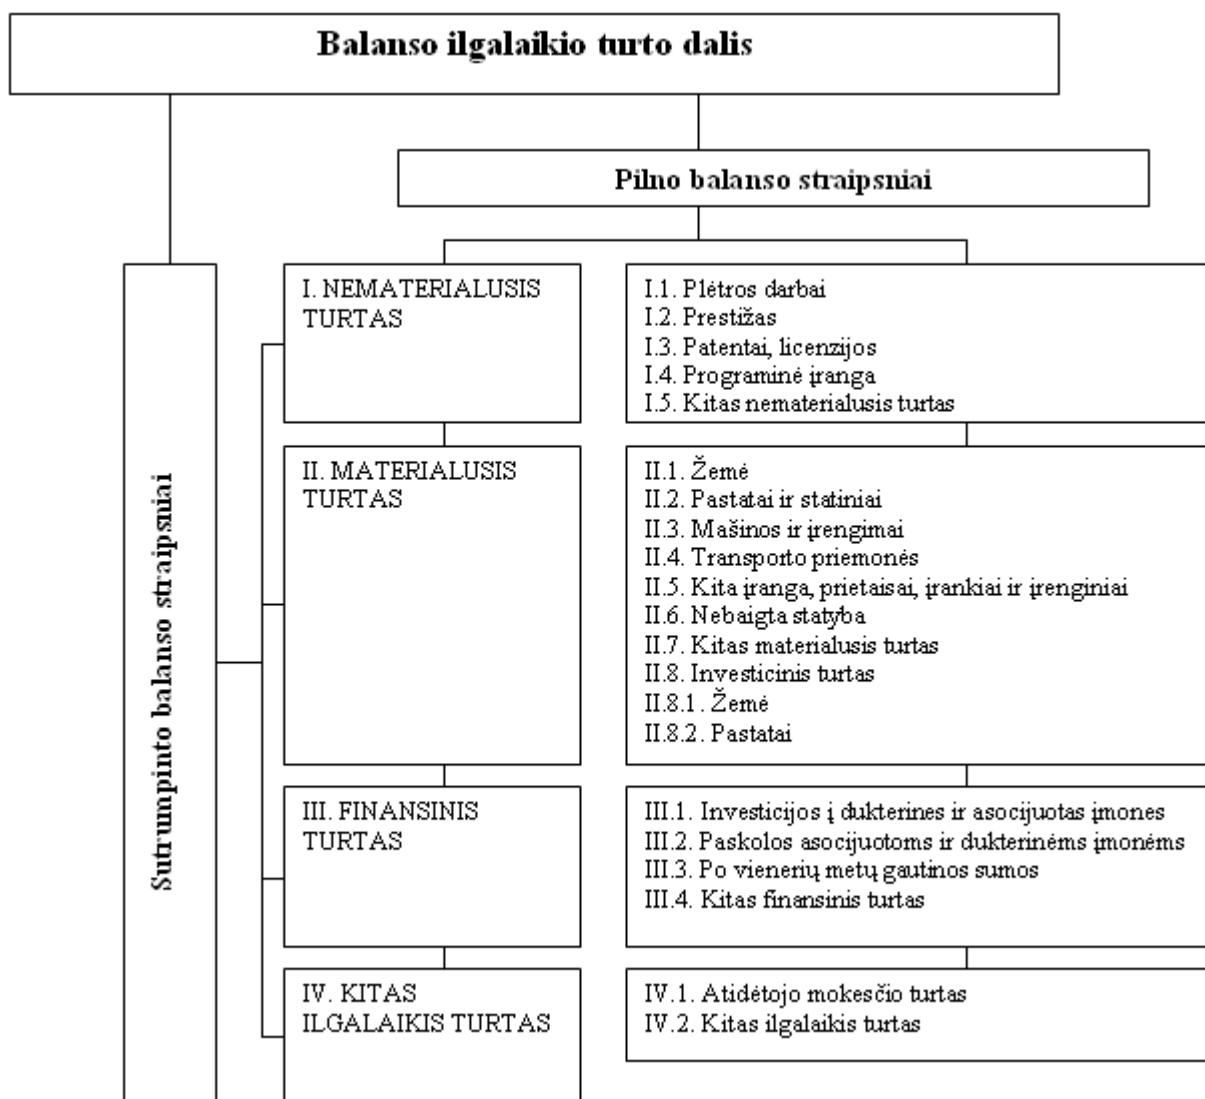 Balanso ilgalaikio turto dalis
Pilno balanso straipsniai
Sutrumpinto balanso straipsniai
I. NEMATERIALUSIS
TURTAS
I.1. Plėtros darbai
I.2. Prestižas
I.3. Patentai, licenzijos
I.4. Programinė įranga
I.5. Kitas nematerialusis turtas
II. MATERIALUSIS
TURTAS
II.1. Žemė
II.2. Pastatai ir statiniai
II.3. Mašinos ir įrengimai
II.4. Transporto priemonės
II.5. Kita įranga, prietaisai, įrankiai ir įrenginiai
II.6. Nebaigta statyba
II.7. Kitas materialusis turtas
II.8. Investicinis turtas
II.8.1. Žemė
II.8.2. Pastatai
III. FINANSINIS
TURTAS
III.1. Investicijos į dukterines ir asocijuotas įmones
III.2. Paskolos asocijuotoms ir dukterinėms įmonėms
III.3. Po vienerių metų gautinos sumos
III.4. Kitas finansinis turtas
IV. KITAS
ILGALAIKIS TURTAS
IV.1. Atidėtojo mokesčio turtas
IV.2. Kitas ilgalaikis turtas